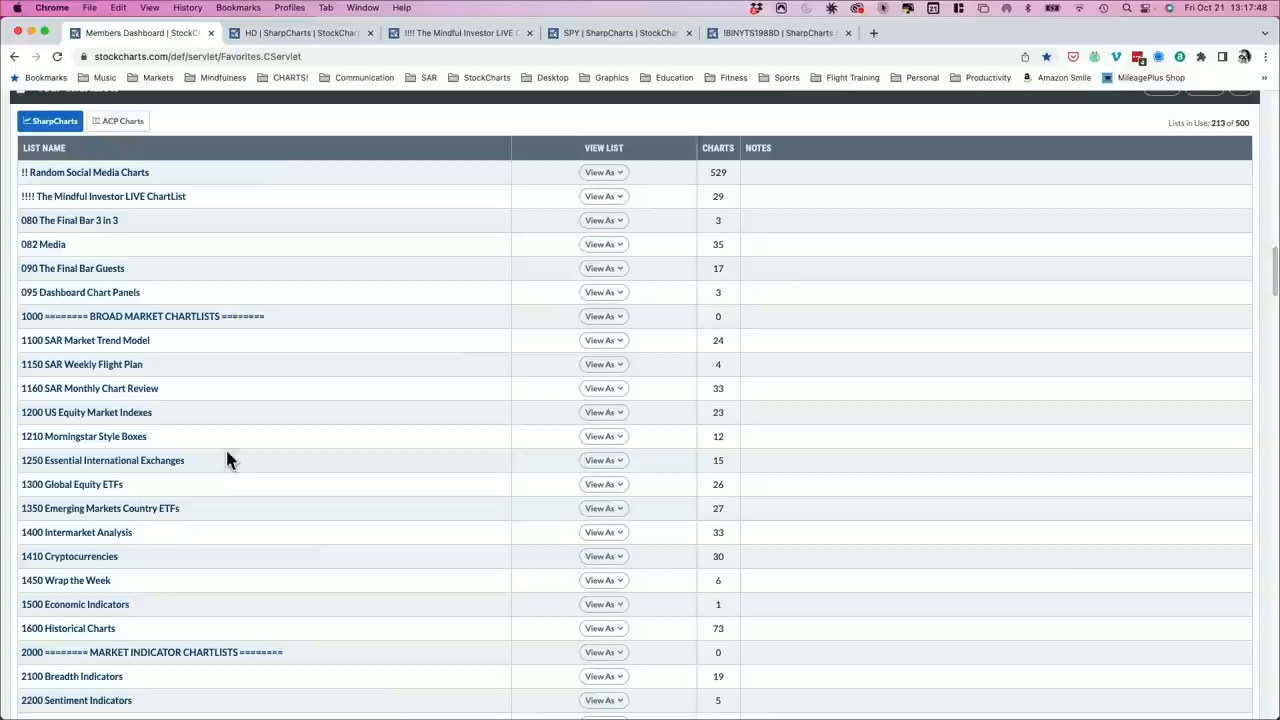 Chrome File Edit View History Bookmarks Profiles Tab Window Help Fri Oct 21 13:17:48
Members Dashboard | StockC HD | SharpCharts | StockChar !!!! The Mindful Investor LIVE C SPY | SharpCharts | StockCha !BINYTS1988D | SharpCharts |
stockcharts.com/def/servlet/Favorites.CServlet
Bookmarks Music Markets Mindfulness CHARTS! Communication SAR StockCharts Desktop Graphics Education Fitness Sports Flight Training Personal Productivity Amazon Smile MileagePlus Shop »
SharpCharts ACP Charts Lists in Use: 213 of 500
LIST NAME VIEW LIST CHARTS NOTES
!! Random Social Media Charts View As 529
!!!! The Mindful Investor LIVE ChartList View As 29
080 The Final Bar 3 in 3 View As 3
082 Media View As 35
090 The Final Bar Guests View As 17
095 Dashboard Chart Panels View As 3
1000 ======== BROAD MARKET CHARTLISTS ======== View As 0
1100 SAR Market Trend Model View As 24
1150 SAR Weekly Flight Plan View As 4
1160 SAR Monthly Chart Review View As 33
1200 US Equity Market Indexes View As 23
1210 Morningstar Style Boxes View As 12
1250 Essential International Exchanges View As 15
1300 Global Equity ETFs View As 26
1350 Emerging Markets Country ETFs View As 27
1400 Intermarket Analysis View As 33
1410 Cryptocurrencies View As 30
1450 Wrap the Week View As 6
1500 Economic Indicators View As 1
1600 Historical Charts View As 73
2000 ======== MARKET INDICATOR CHARTLISTS ======== View As 0
2100 Breadth Indicators View As 19
2200 Sentiment Indicators View As 5